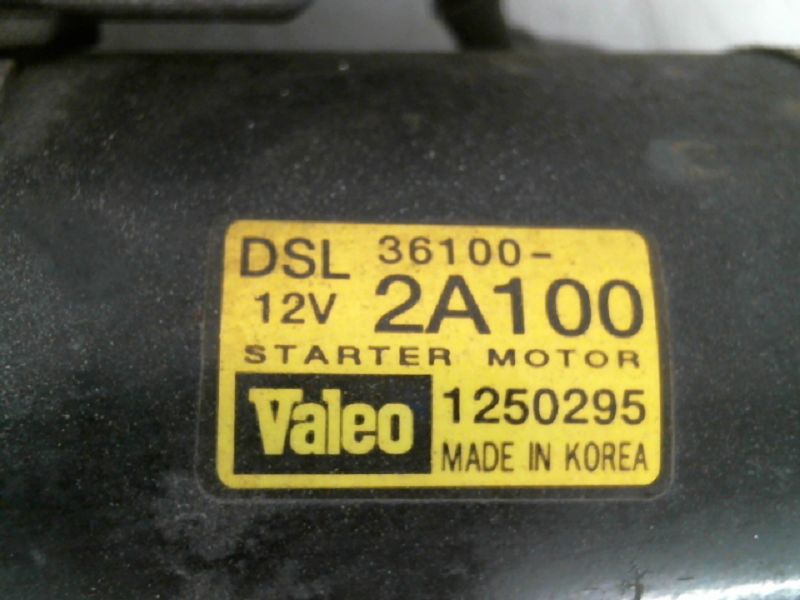 DSL 36100-
12V 2A100
STARTER MOTOR
Valeo 1250295
MADE IN KOREA